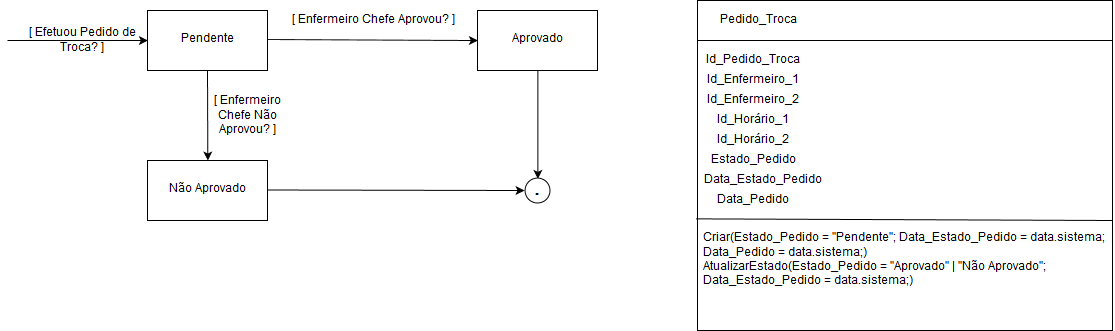 [ Efetuou Pedido de
Troca? ]
Pendente
[ Enfermeiro Chefe Aprovou? ]
Aprovado
[ Enfermeiro
Chefe Não
Aprovou? ]
Não Aprovado
.
Pedido_Troca
Id_Pedido_Troca
Id_Enfermeiro_1
Id_Enfermeiro_2
Id_Horário_1
Id_Horário_2
Estado_Pedido
Data_Estado_Pedido
Data_Pedido
Criar(Estado_Pedido = "Pendente"; Data_Estado_Pedido = data.sistema;
Data_Pedido = data.sistema;)
AtualizarEstado(Estado_Pedido = "Aprovado" | "Não Aprovado";
Data_Estado_Pedido = data.sistema;)